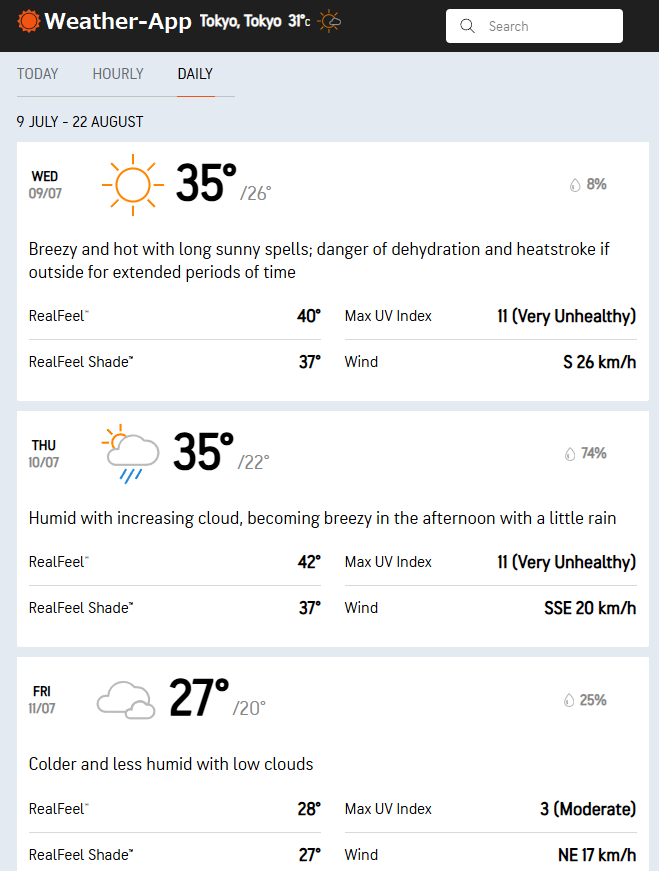 Weather-App Tokyo, Tokyo 31°c
Search
TODAY HOURLY DAILY
9 JULY - 22 AUGUST
WED
09/07
35° /26°
8%
Breezy and hot with long sunny spells; danger of dehydration and heatstroke if
outside for extended periods of time
RealFeel™ 40° Max UV Index 11 (Very Unhealthy)
RealFeel Shade™ 37° Wind S 26 km/h
THU
10/07
35° /22°
74%
Humid with increasing cloud, becoming breezy in the afternoon with a little rain
RealFeel™ 42° Max UV Index 11 (Very Unhealthy)
RealFeel Shade™ 37° Wind SSE 20 km/h
FRI
11/07
27° /20°
25%
Colder and less humid with low clouds
RealFeel™ 28° Max UV Index 3 (Moderate)
RealFeel Shade™ 27° Wind NE 17 km/h